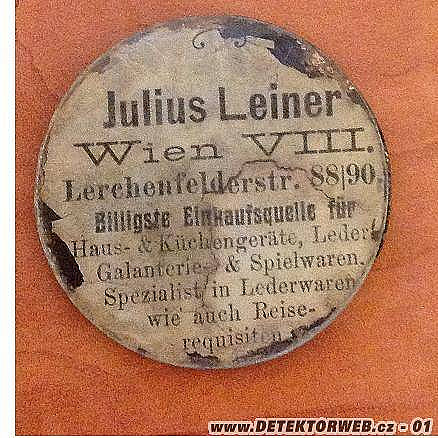 Julius Leiner
Wien VIII.
Lerchenfelderstr. 88|90.
Billigste Einkaufsquelle für
Haus- & Küchengeräte, Leder-
Galanterie- & Spielwaren.
Spezialist in Lederwaren
wie auch Reise-
requisiten.
www.DETEKTORWEB.cz - 01